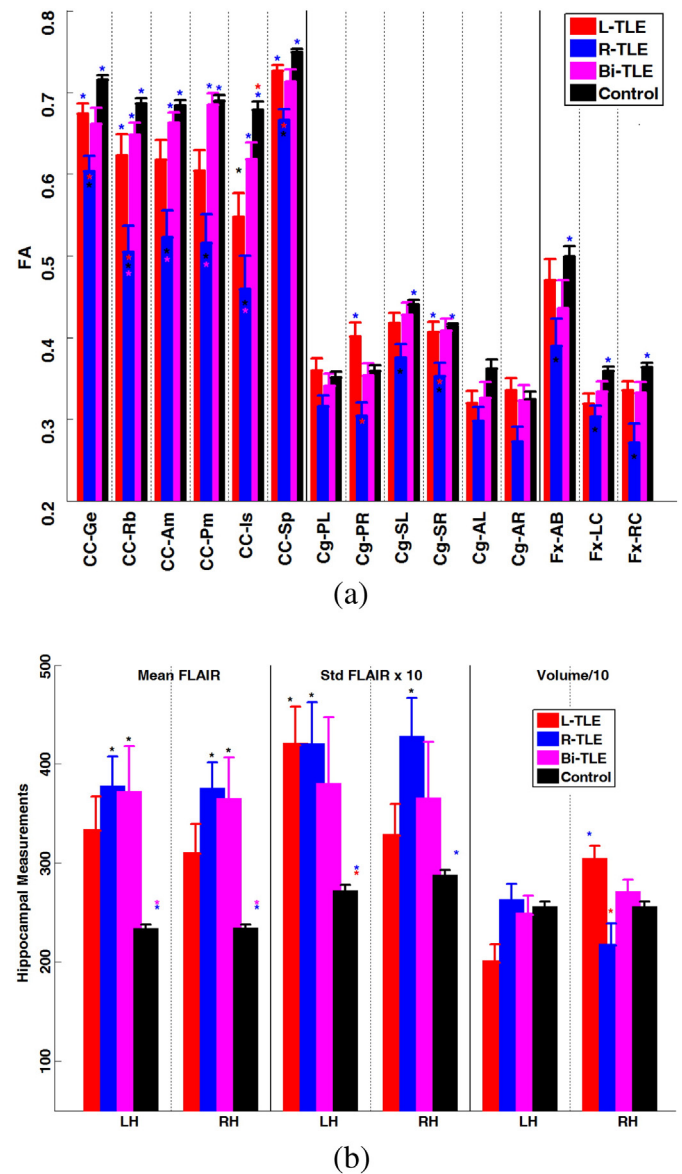 0.8
0.7
0.6
0.5
0.4
0.3
0.2
FA
L-TLE
R-TLE
Bi-TLE
Control
CC-Ge
CC-Rb
CC-Am
CC-Pm
CC-Is
CC-Sp
Cg-PL
Cg-PR
Cg-SL
Cg-SR
Cg-AL
Cg-AR
Fx-AB
Fx-LC
Fx-RC
(a)
500
400
300
200
100
Hippocampal Measurements
Mean FLAIR
Std FLAIR x 10
Volume/10
L-TLE
R-TLE
Bi-TLE
Control
LH
RH
LH
RH
LH
RH
(b)